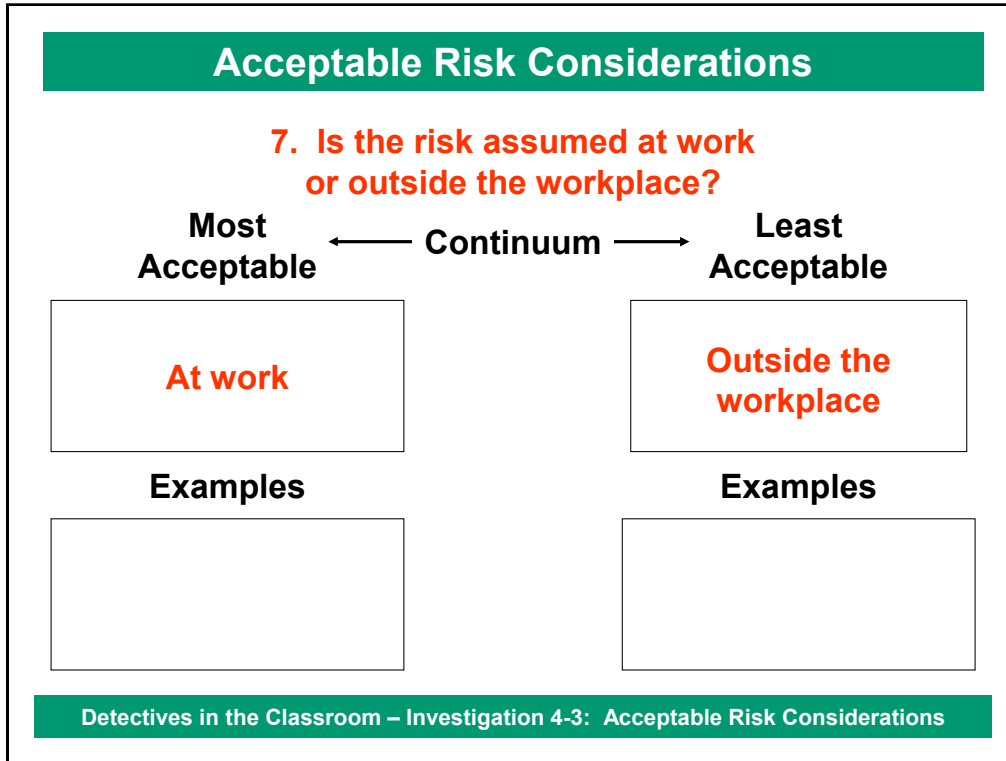 Acceptable Risk Considerations
7. Is the risk assumed at work
or outside the workplace?
Most
Acceptable
Continuum
Least
Acceptable
At work
Outside the
workplace
Examples
Examples
Detectives in the Classroom – Investigation 4-3: Acceptable Risk Considerations